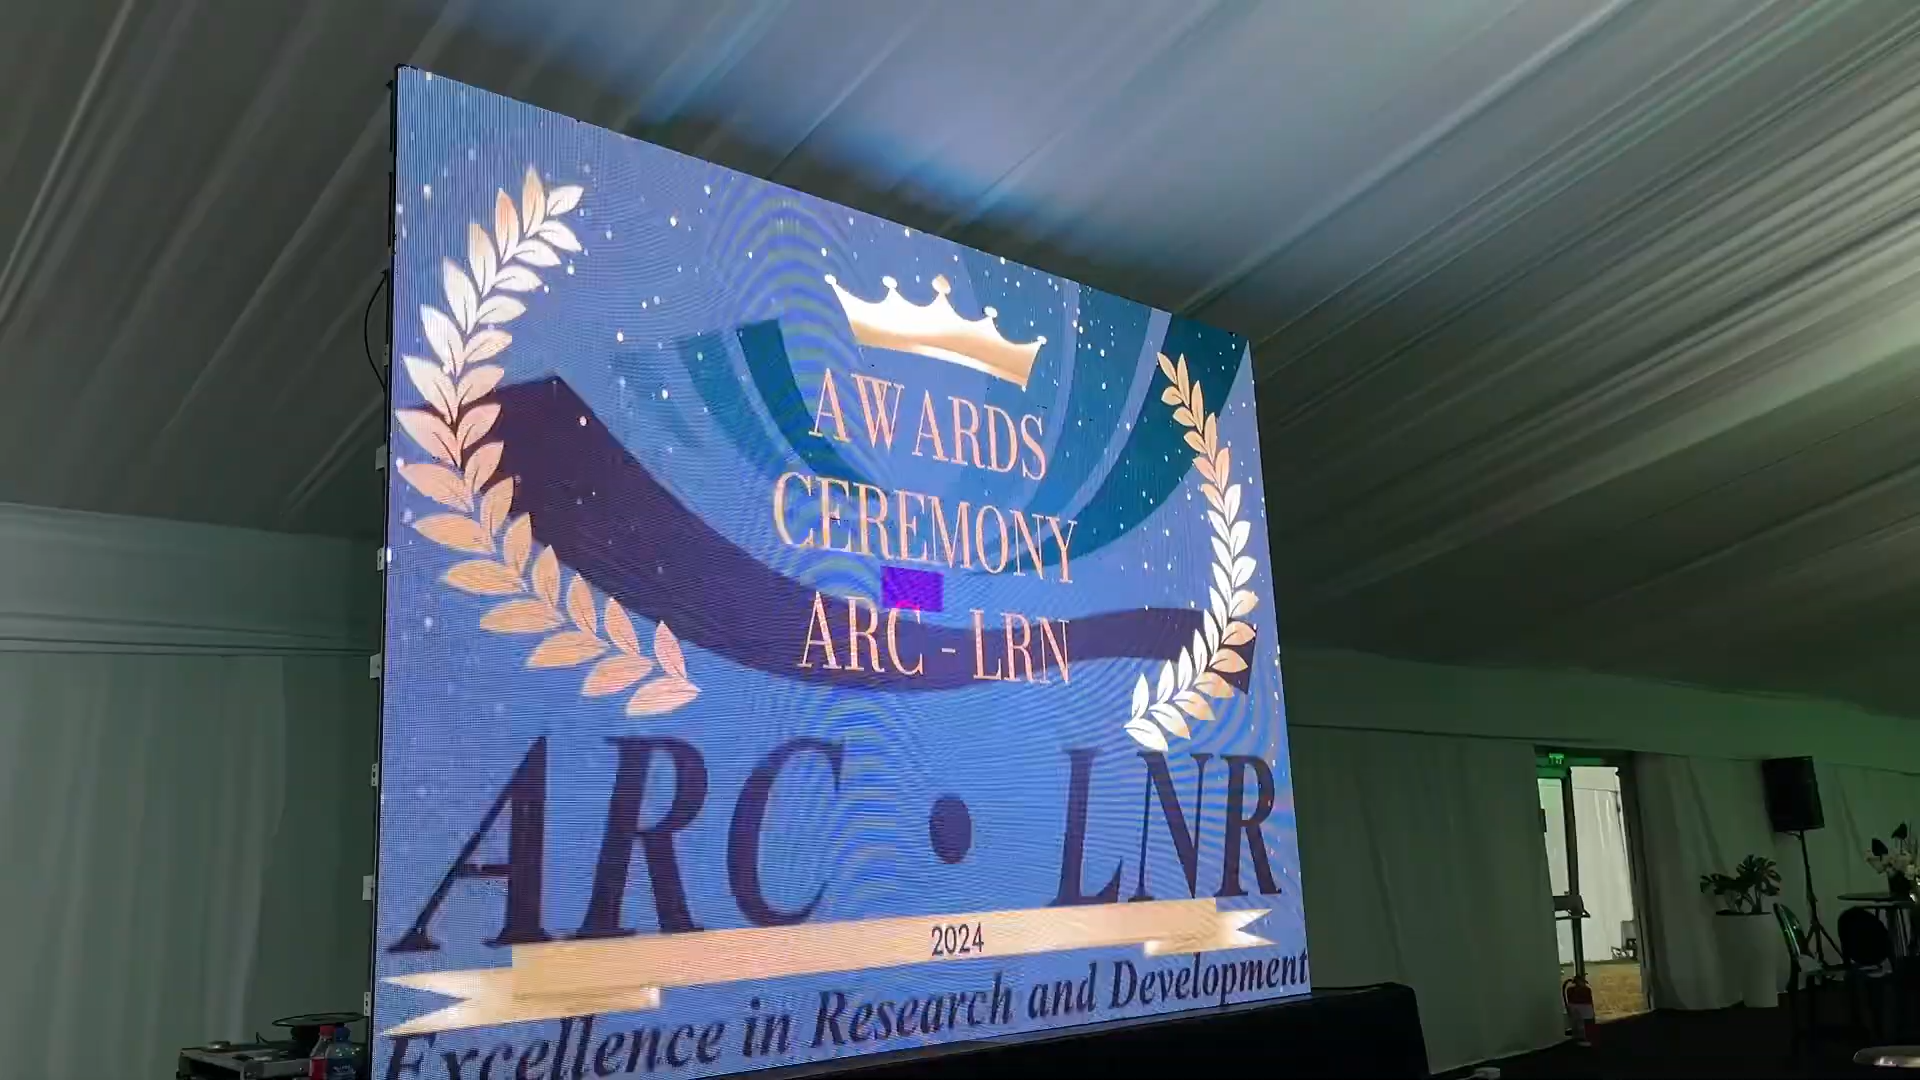 AWARDS
CEREMONY
ARC - LRN
ARC • LNR
2024
Excellence in Research and Development